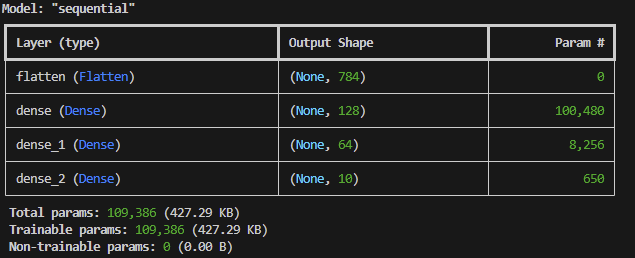 Model: "sequential"
Layer (type) Output Shape Param #
flatten (Flatten) (None, 784) 0
dense (Dense) (None, 128) 100,480
dense_1 (Dense) (None, 64) 8,256
dense_2 (Dense) (None, 10) 650
Total params: 109,386 (427.29 KB)
Trainable params: 109,386 (427.29 KB)
Non-trainable params: 0 (0.00 B)